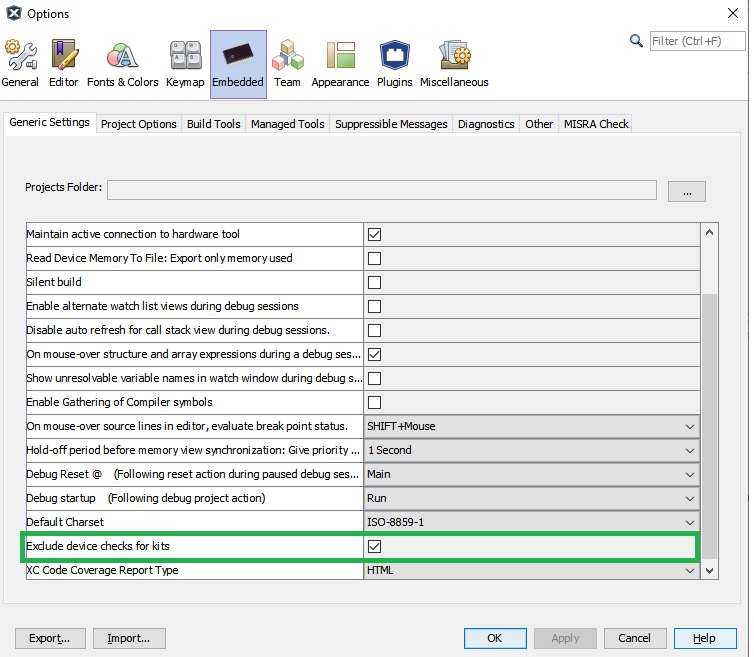 Options
Filter (Ctrl+F)
General Editor Fonts & Colors Keymap Embedded Team Appearance Plugins Miscellaneous
Generic Settings Project Options Build Tools Managed Tools Suppressible Messages Diagnostics Other MISRA Check
Projects Folder: ...
Maintain active connection to hardware tool
Read Device Memory To File: Export only memory used
Silent build
Enable alternate watch list views during debug sessions
Disable auto refresh for call stack view during debug sessions.
On mouse-over structure and array expressions during a debug ses...
Show unresolvable variable names in watch window during debug s...
Enable Gathering of Compiler symbols
On mouse-over source lines in editor, evaluate break point status. SHIFT+Mouse
Hold-off period before memory view synchronization: Give priority ... 1 Second
Debug Reset @ (Following reset action during paused debug ses... Main
Debug startup (Following debug project action) Run
Default Charset ISO-8859-1
Exclude device checks for kits
XC Code Coverage Report Type HTML
Export... Import... OK Apply Cancel Help